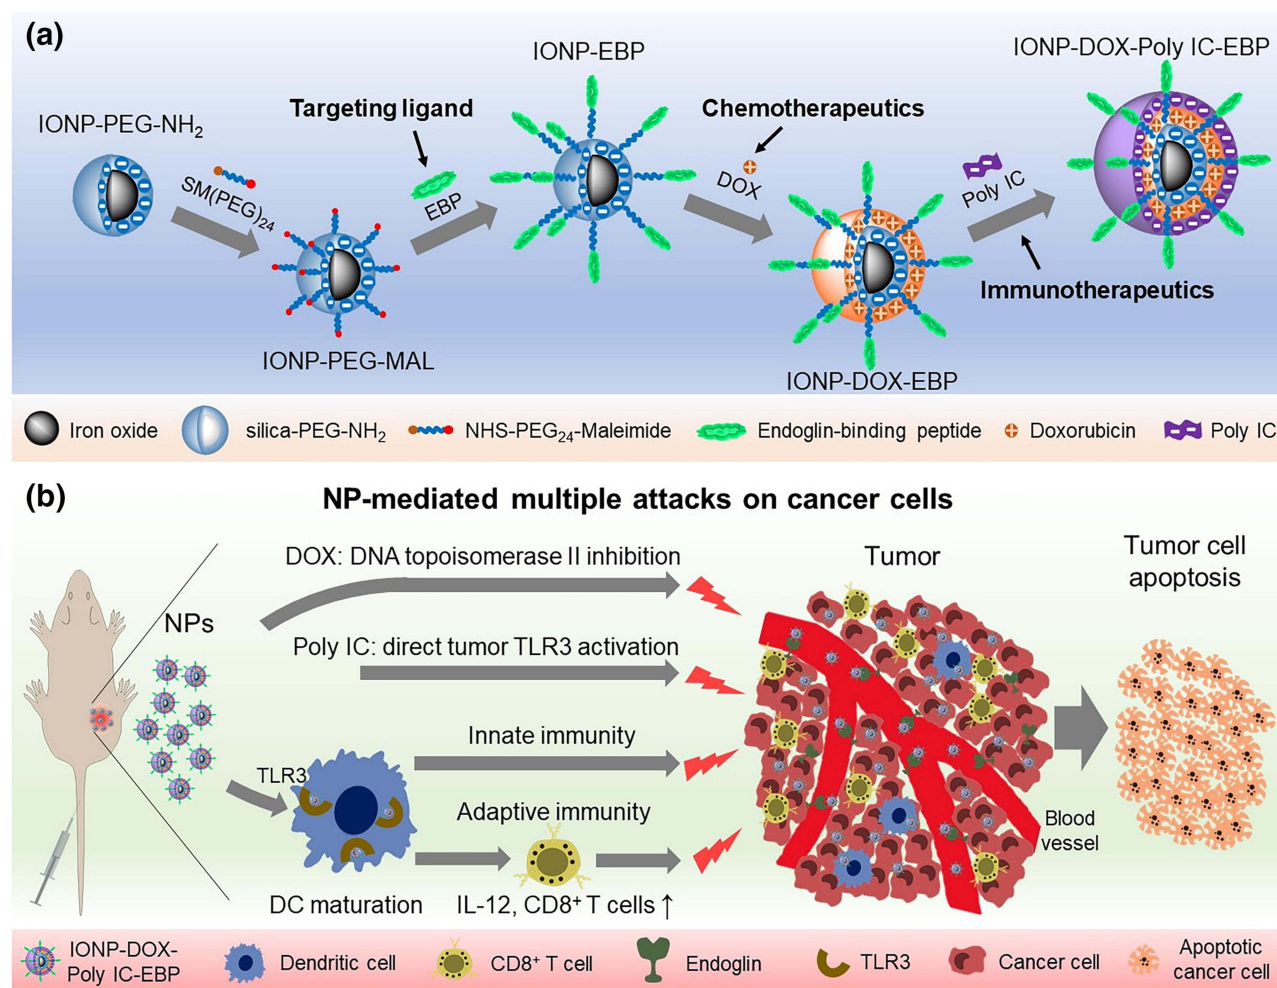 (a)
IONP-PEG-NH2
SM(PEG)24
IONP-PEG-MAL
Targeting ligand
EBP
IONP-EBP
Chemotherapeutics
DOX
IONP-DOX-EBP
Poly IC
Immunotherapeutics
IONP-DOX-Poly IC-EBP
Iron oxide
silica-PEG-NH2
NHS-PEG24-Maleimide
Endoglin-binding peptide
Doxorubicin
Poly IC
(b)
NP-mediated multiple attacks on cancer cells
NPs
DOX: DNA topoisomerase II inhibition
Poly IC: direct tumor TLR3 activation
Innate immunity
TLR3
Adaptive immunity
DC maturation
IL-12, CD8+ T cells ↑
Tumor
Blood
vessel
Tumor cell
apoptosis
IONP-DOX-
Poly IC-EBP
Dendritic cell
CD8+ T cell
Endoglin
TLR3
Cancer cell
Apoptotic
cancer cell